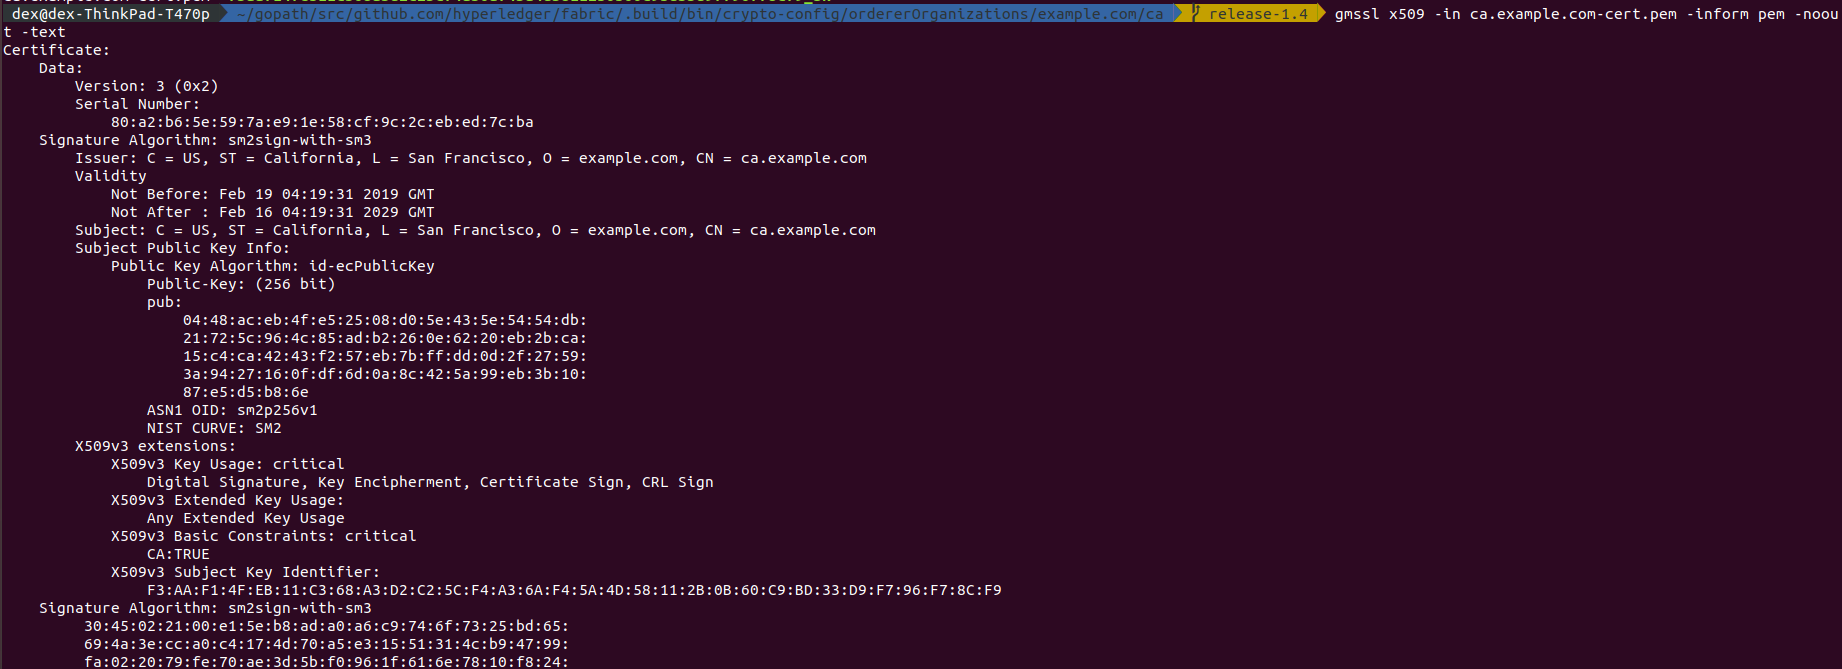 dex@dex-ThinkPad-T470p ~/gopath/src/github.com/hyperledger/fabric/.build/bin/crypto-config/ordererOrganizations/example.com/ca release-1.4 gmssl x509 -in ca.example.com-cert.pem -inform pem -noou
t -text
Certificate:
Data:
Version: 3 (0x2)
Serial Number:
80:a2:b6:5e:59:7a:e9:1e:58:cf:9c:2c:eb:ed:7c:ba
Signature Algorithm: sm2sign-with-sm3
Issuer: C = US, ST = California, L = San Francisco, O = example.com, CN = ca.example.com
Validity
Not Before: Feb 19 04:19:31 2019 GMT
Not After : Feb 16 04:19:31 2029 GMT
Subject: C = US, ST = California, L = San Francisco, O = example.com, CN = ca.example.com
Subject Public Key Info:
Public Key Algorithm: id-ecPublicKey
Public-Key: (256 bit)
pub:
04:48:ac:eb:4f:e5:25:08:d0:5e:43:5e:54:54:db:
21:72:5c:96:4c:85:ad:b2:26:0e:62:20:eb:2b:ca:
15:c4:ca:42:43:f2:57:eb:7b:ff:dd:0d:2f:27:59:
3a:94:27:16:0f:df:6d:0a:8c:42:5a:99:eb:3b:10:
87:e5:d5:b8:6e
ASN1 OID: sm2p256v1
NIST CURVE: SM2
X509v3 extensions:
X509v3 Key Usage: critical
Digital Signature, Key Encipherment, Certificate Sign, CRL Sign
X509v3 Extended Key Usage:
Any Extended Key Usage
X509v3 Basic Constraints: critical
CA:TRUE
X509v3 Subject Key Identifier:
F3:AA:F1:4F:EB:11:C3:68:A3:D2:C2:5C:F4:A3:6A:F4:5A:4D:58:11:2B:0B:60:C9:BD:33:D9:F7:96:F7:8C:F9
Signature Algorithm: sm2sign-with-sm3
30:45:02:21:00:e1:5e:b8:ad:a0:a6:c9:74:6f:73:25:bd:65:
69:4a:3e:cc:a0:c4:17:4d:70:a5:e3:15:51:31:4c:b9:47:99:
fa:02:20:79:fe:70:ae:3d:5b:f0:96:1f:61:6e:78:10:f8:24: